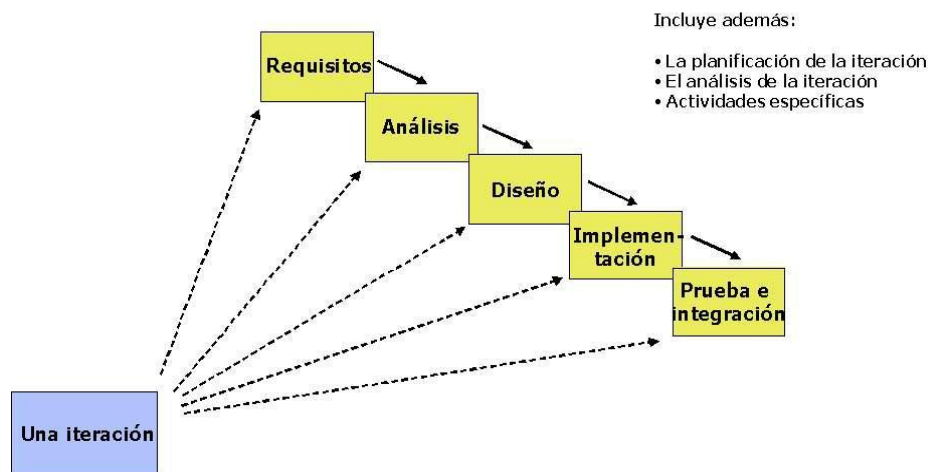 Incluye además:
• La planificación de la iteración
• El análisis de la iteración
• Actividades específicas
Requisitos
Análisis
Diseño
Implemen-
tación
Prueba e
integración
Una iteración